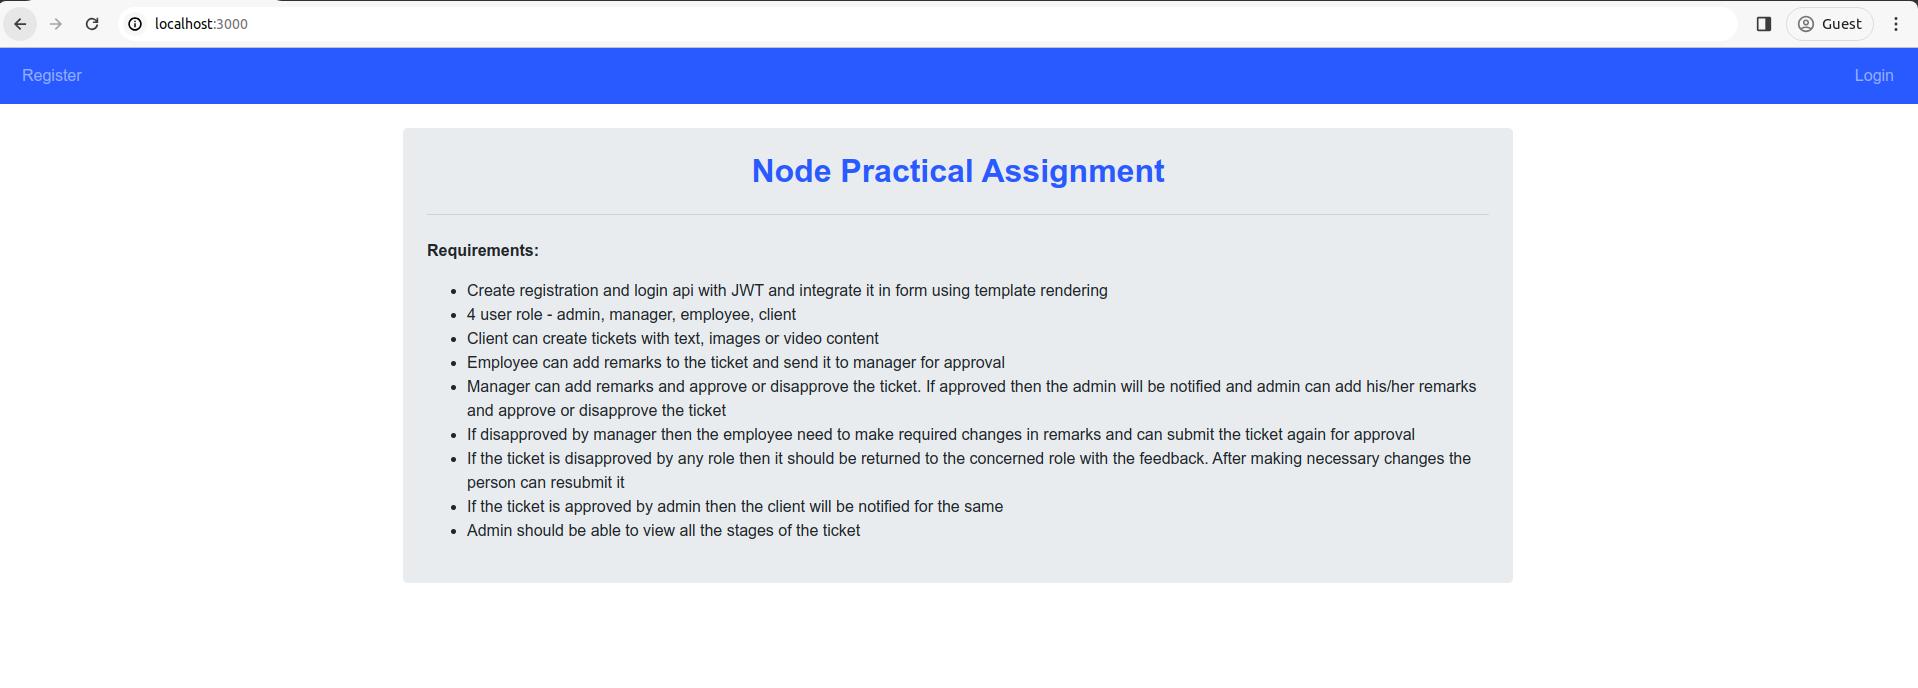 localhost:3000
Guest
Register
Login
Node Practical Assignment
Requirements:
• Create registration and login api with JWT and integrate it in form using template rendering
• 4 user role - admin, manager, employee, client
• Client can create tickets with text, images or video content
• Employee can add remarks to the ticket and send it to manager for approval
• Manager can add remarks and approve or disapprove the ticket. If approved then the admin will be notified and admin can add his/her remarks
and approve or disapprove the ticket
• If disapproved by manager then the employee need to make required changes in remarks and can submit the ticket again for approval
• If the ticket is disapproved by any role then it should be returned to the concerned role with the feedback. After making necessary changes the
person can resubmit it
• If the ticket is approved by admin then the client will be notified for the same
• Admin should be able to view all the stages of the ticket